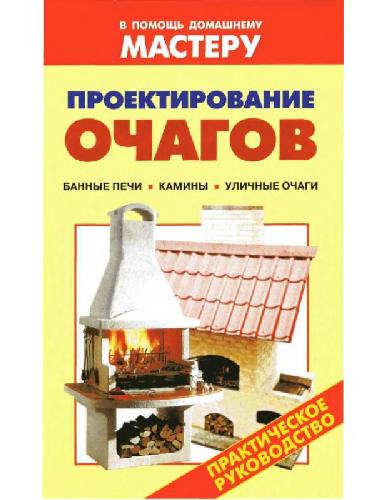 В ПОМОЩЬ ДОМАШНЕМУ
МАСТЕРУ
ПРОЕКТИРОВАНИЕ
ОЧАГОВ
БАННЫЕ ПЕЧИ ▪ КАМИНЫ ▪ УЛИЧНЫЕ ОЧАГИ
ПРАКТИЧЕСКОЕ
РУКОВОДСТВО